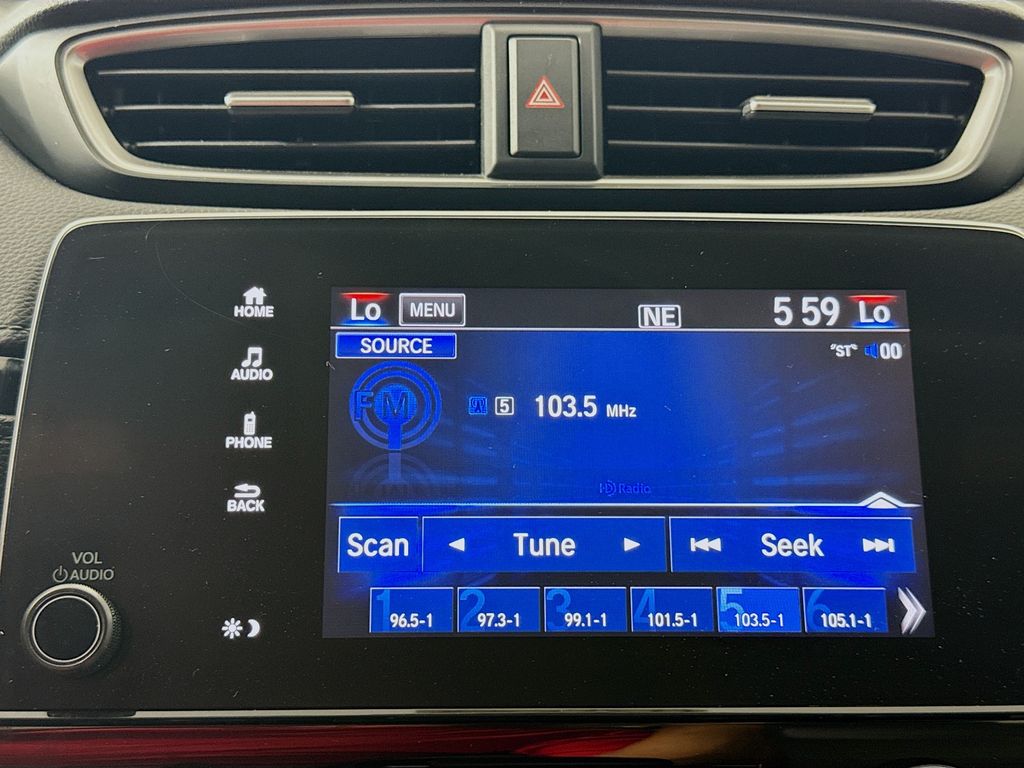 HOME
AUDIO
PHONE
BACK
VOL
AUDIO
Lo MENU NE 5 59 Lo
SOURCE "ST" 00
FM 5 103.5 MHz
HD Radio
Scan Tune Seek
1 96.5-1 2 97.3-1 3 99.1-1 4 101.5-1 5 103.5-1 6 105.1-1